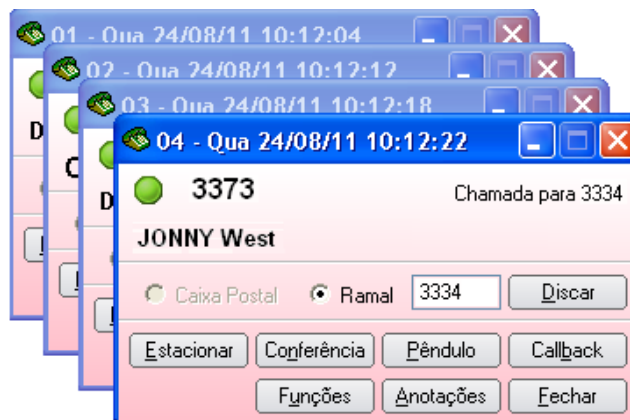 01 - Qua 24/08/11 10:12:04
02 - Qua 24/08/11 10:12:12
03 - Qua 24/08/11 10:12:18
04 - Qua 24/08/11 10:12:22
D
C
D
3373
Chamada para 3334
JONNY West
Caixa Postal Ramal 3334 Discar
Estacionar Conferência Pêndulo Callback
Funções Anotações Fechar